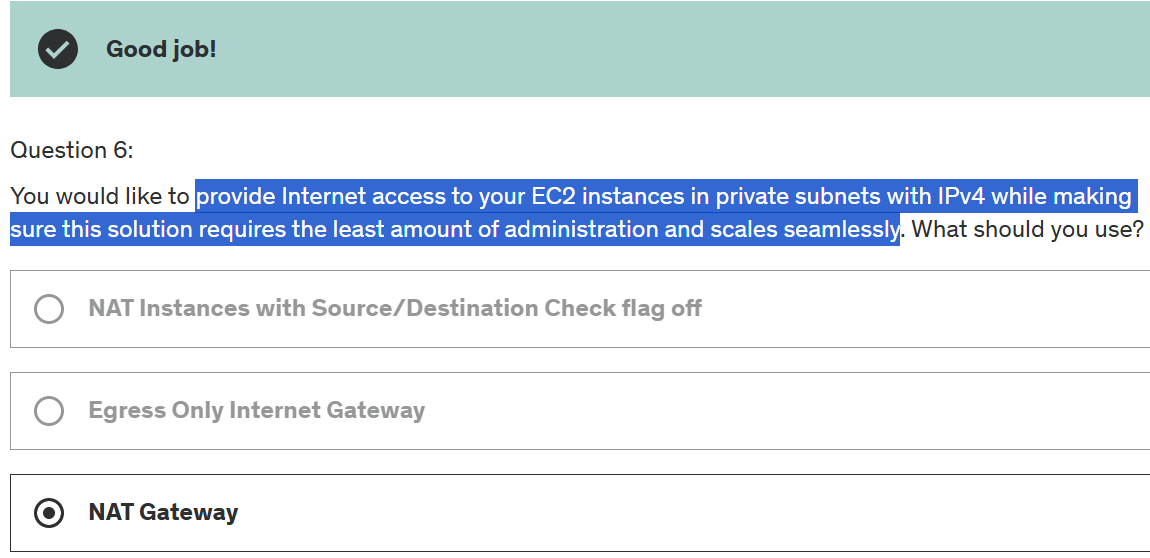 Good job!
Question 6:
You would like to provide Internet access to your EC2 instances in private subnets with IPv4 while making
sure this solution requires the least amount of administration and scales seamlessly. What should you use?
NAT Instances with Source/Destination Check flag off
Egress Only Internet Gateway
NAT Gateway